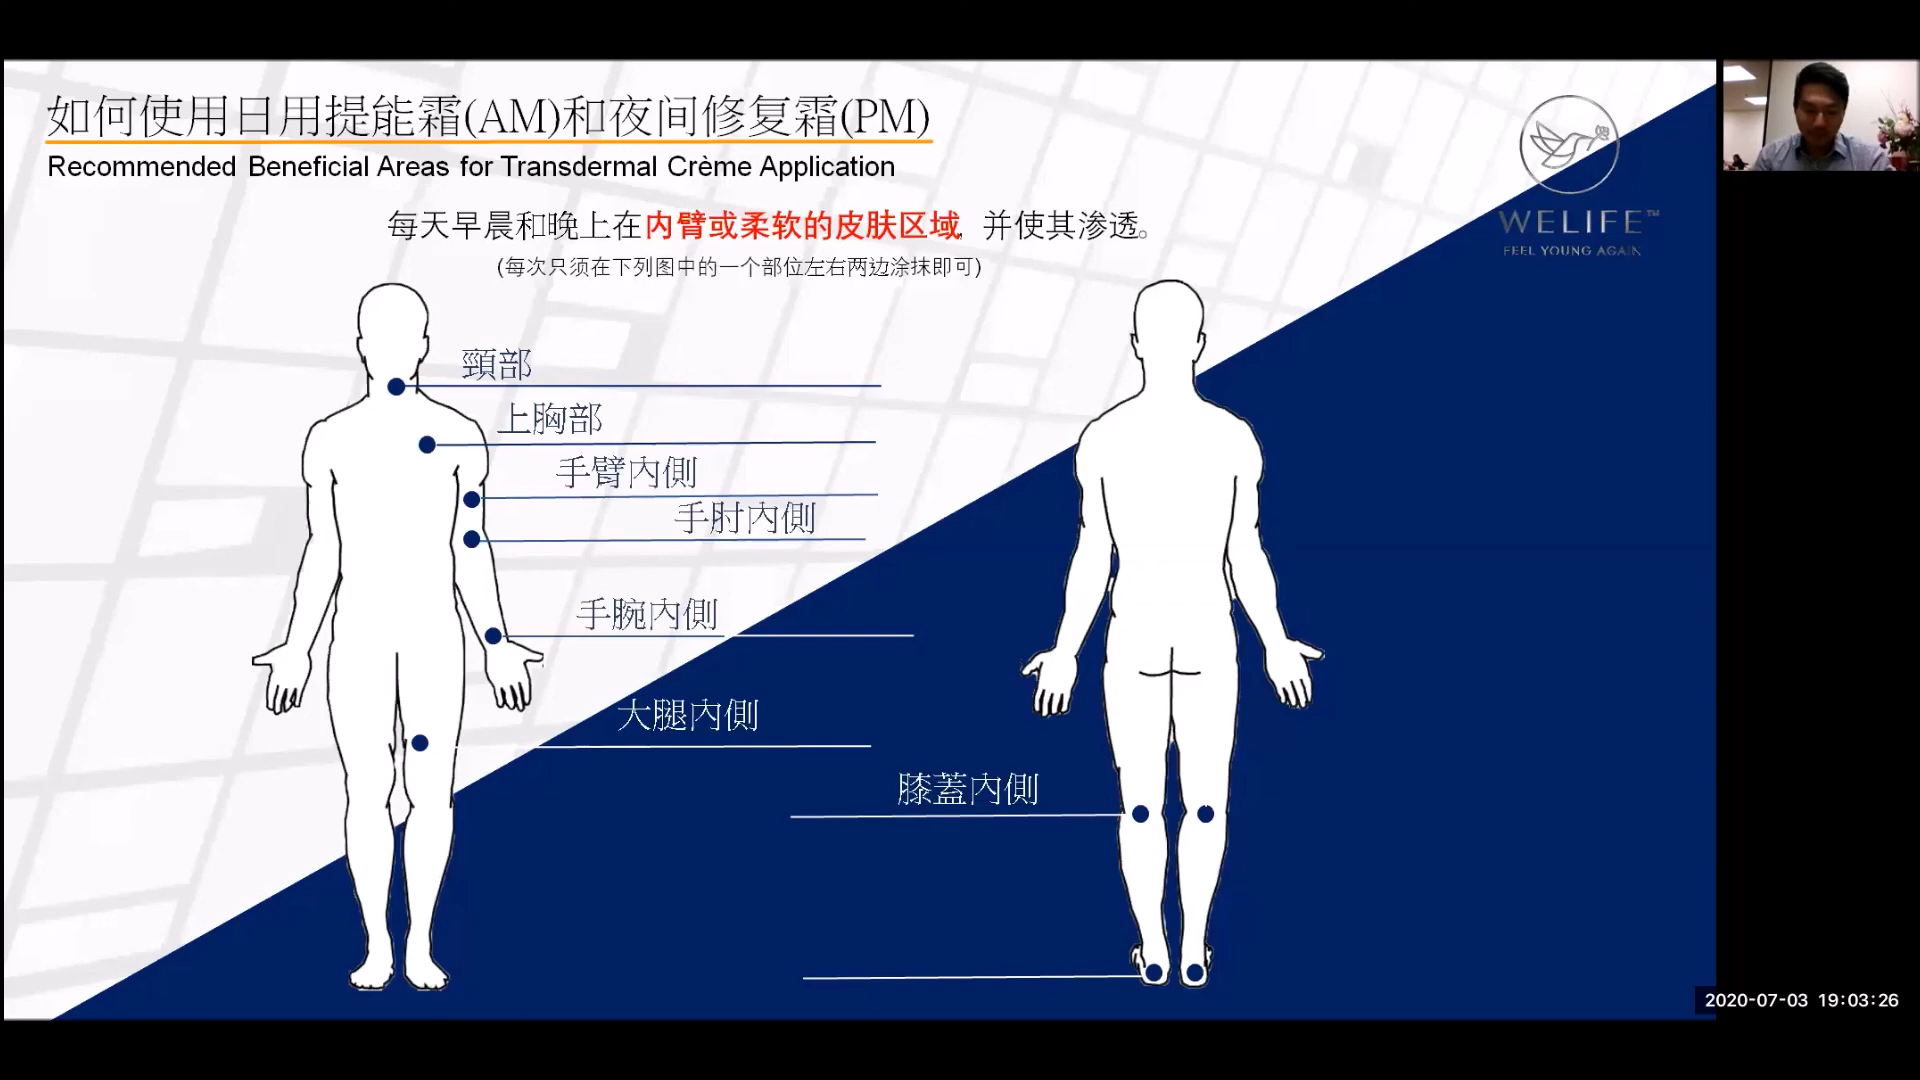 如何使用日用提能霜(AM)和夜间修复霜(PM)
Recommended Beneficial Areas for Transdermal Crème Application
每天早晨和晚上在内臂或柔软的皮肤区域，并使其渗透。
(每次只须在下列图中的一个部位左右两边涂抹即可)
WELIFE™
FEEL YOUNG AGAIN
頸部
上胸部
手臂內側
手肘內側
手腕內側
大腿內側
膝蓋內側
2020-07-03 19:03:26